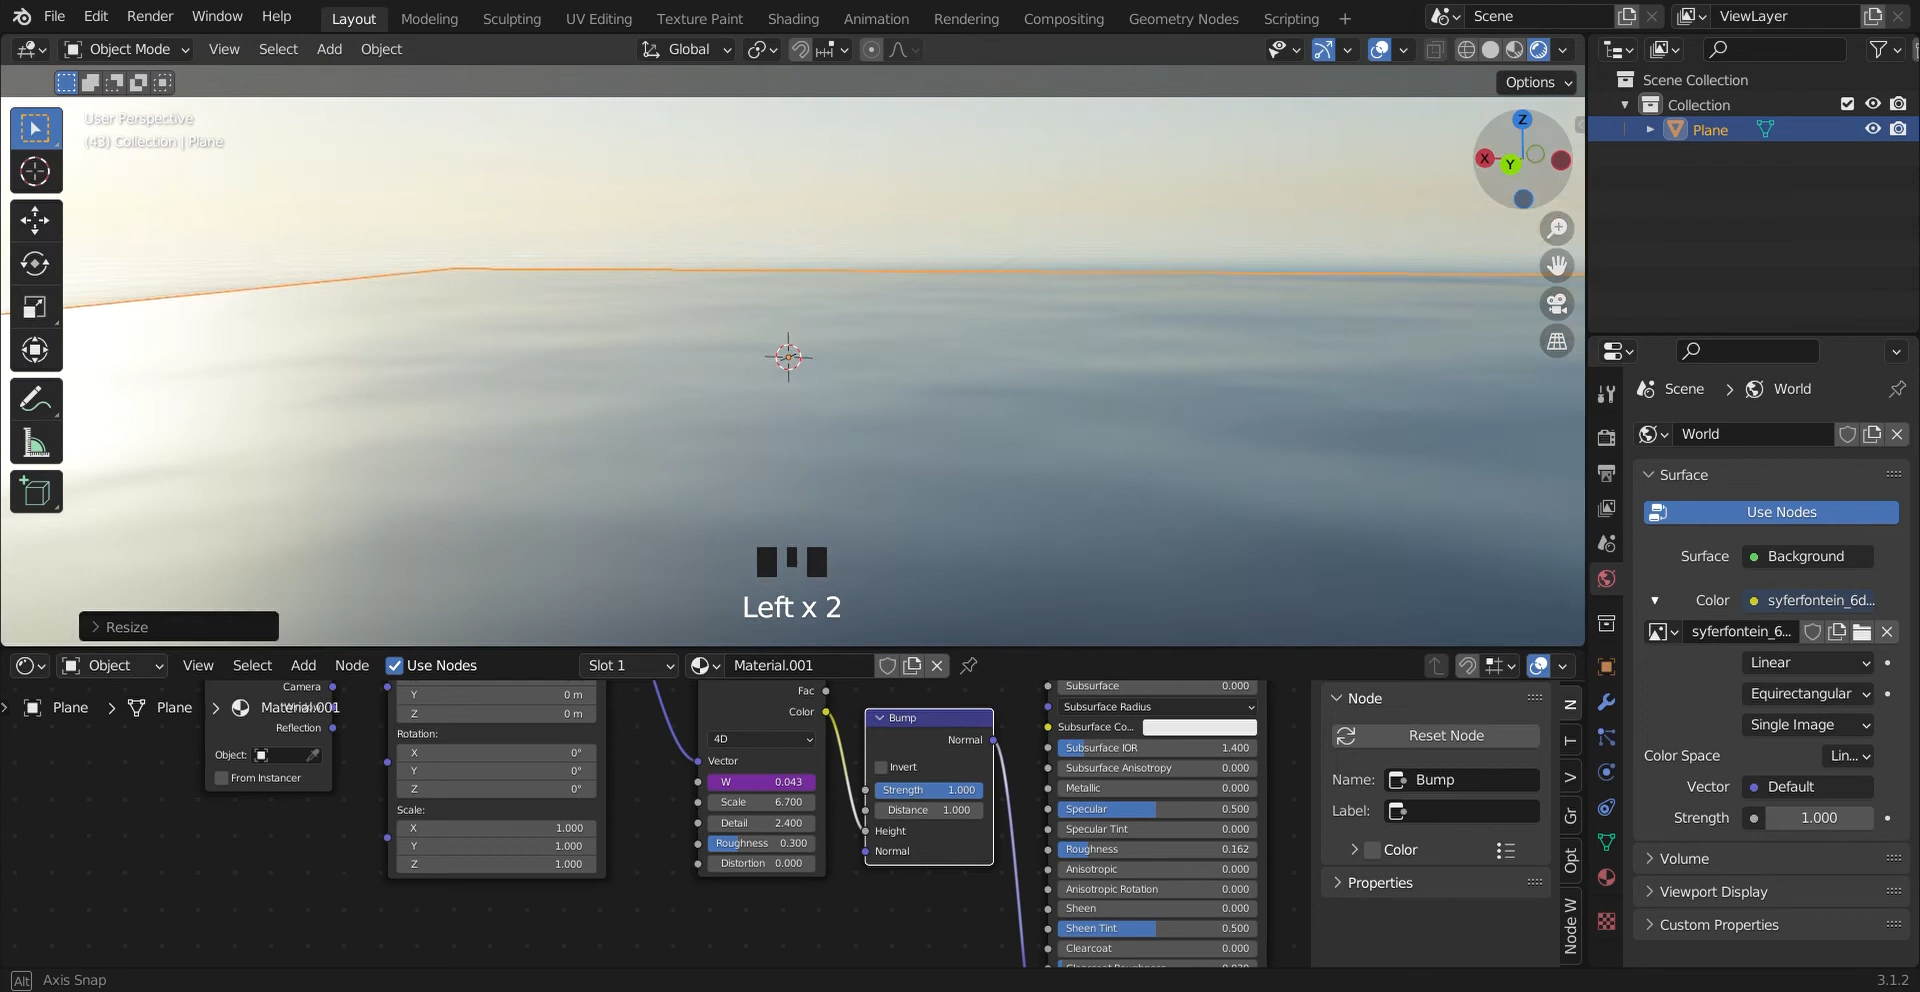 File Edit Render Window Help Layout Modeling Sculpting UV Editing Texture Paint Shading Animation Rendering Compositing Geometry Nodes Scripting + Scene ViewLayer
Object Mode View Select Add Object Global
Options
User Perspective
(43) Collection | Plane
Z
X
Y
Left x 2
Resize
Scene Collection
Collection
Plane
Scene > World
World
Surface
Use Nodes
Surface Background
Color syferfontein_6d...
syferfontein_6...
Linear
Equirectangular
Single Image
Color Space Lin...
Vector Default
Strength 1.000
Volume
Viewport Display
Custom Properties
Object View Select Add Node Use Nodes Slot 1 Material.001
Plane > Plane > Material.001
Camera
Reflection
Object:
From Instancer
Y 0 m
Z 0 m
Rotation:
X 0°
Y 0°
Z 0°
Scale:
X 1.000
Y 1.000
Z 1.000
Fac
Color
4D
Vector
W 0.043
Scale 6.700
Detail 2.400
Roughness 0.300
Distortion 0.000
Bump
Normal
Invert
Strength 1.000
Distance 1.000
Height
Normal
Subsurface 0.000
Subsurface Radius
Subsurface Co...
Subsurface IOR 1.400
Subsurface Anisotropy 0.000
Metallic 0.000
Specular 0.500
Specular Tint 0.000
Roughness 0.162
Anisotropic 0.000
Anisotropic Rotation 0.000
Sheen 0.000
Sheen Tint 0.500
Clearcoat 0.000
Clearcoat Roughness 0.030
Node
Reset Node
Name: Bump
Label:
Color
Properties
N
T
V
Gr
Opt
Node W
Alt Axis Snap
3.1.2